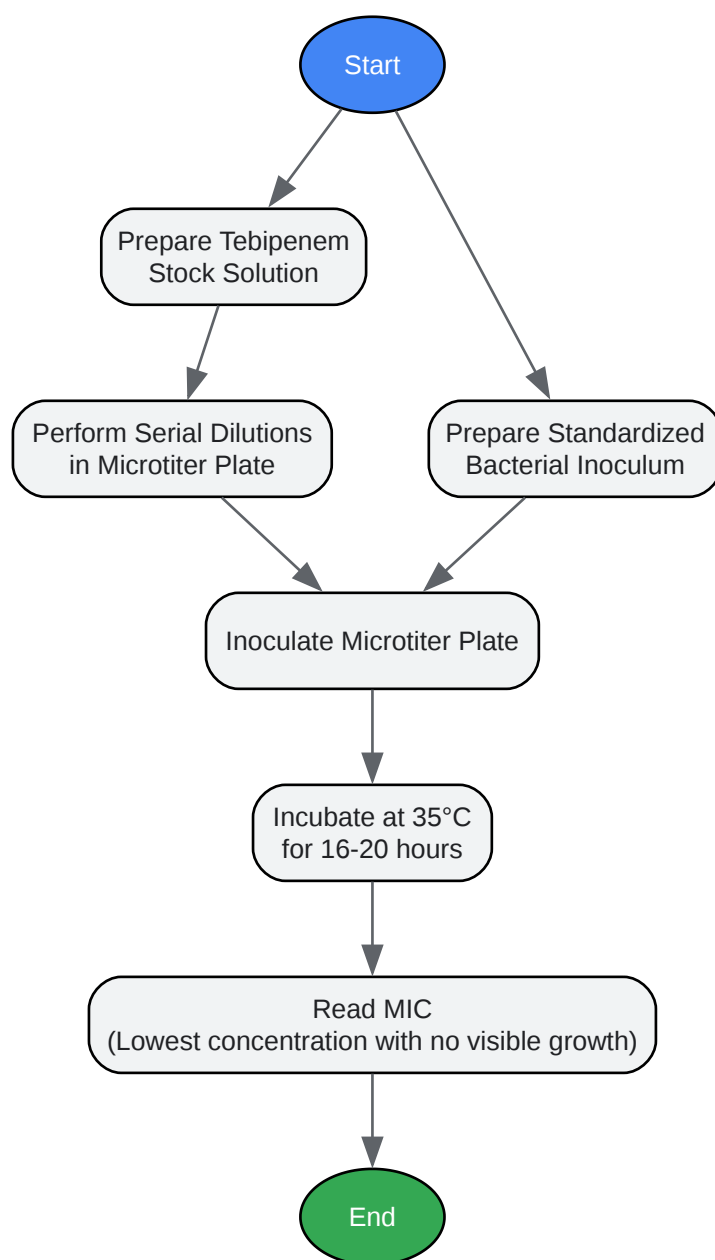 Start
Prepare Tebipenem
Stock Solution
Perform Serial Dilutions
in Microtiter Plate
Prepare Standardized
Bacterial Inoculum
Inoculate Microtiter Plate
Incubate at 35°C
for 16-20 hours
Read MIC
(Lowest concentration with no visible growth)
End